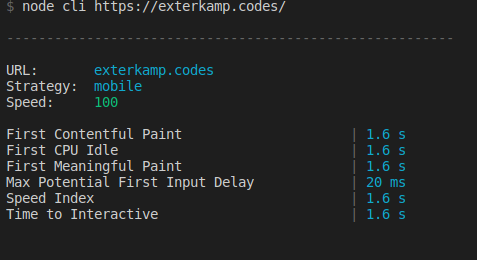 $ node cli https://exterkamp.codes/
--------------------------------------------------------
URL: exterkamp.codes
Strategy: mobile
Speed: 100
First Contentful Paint | 1.6 s
First CPU Idle | 1.6 s
First Meaningful Paint | 1.6 s
Max Potential First Input Delay | 20 ms
Speed Index | 1.6 s
Time to Interactive | 1.6 s